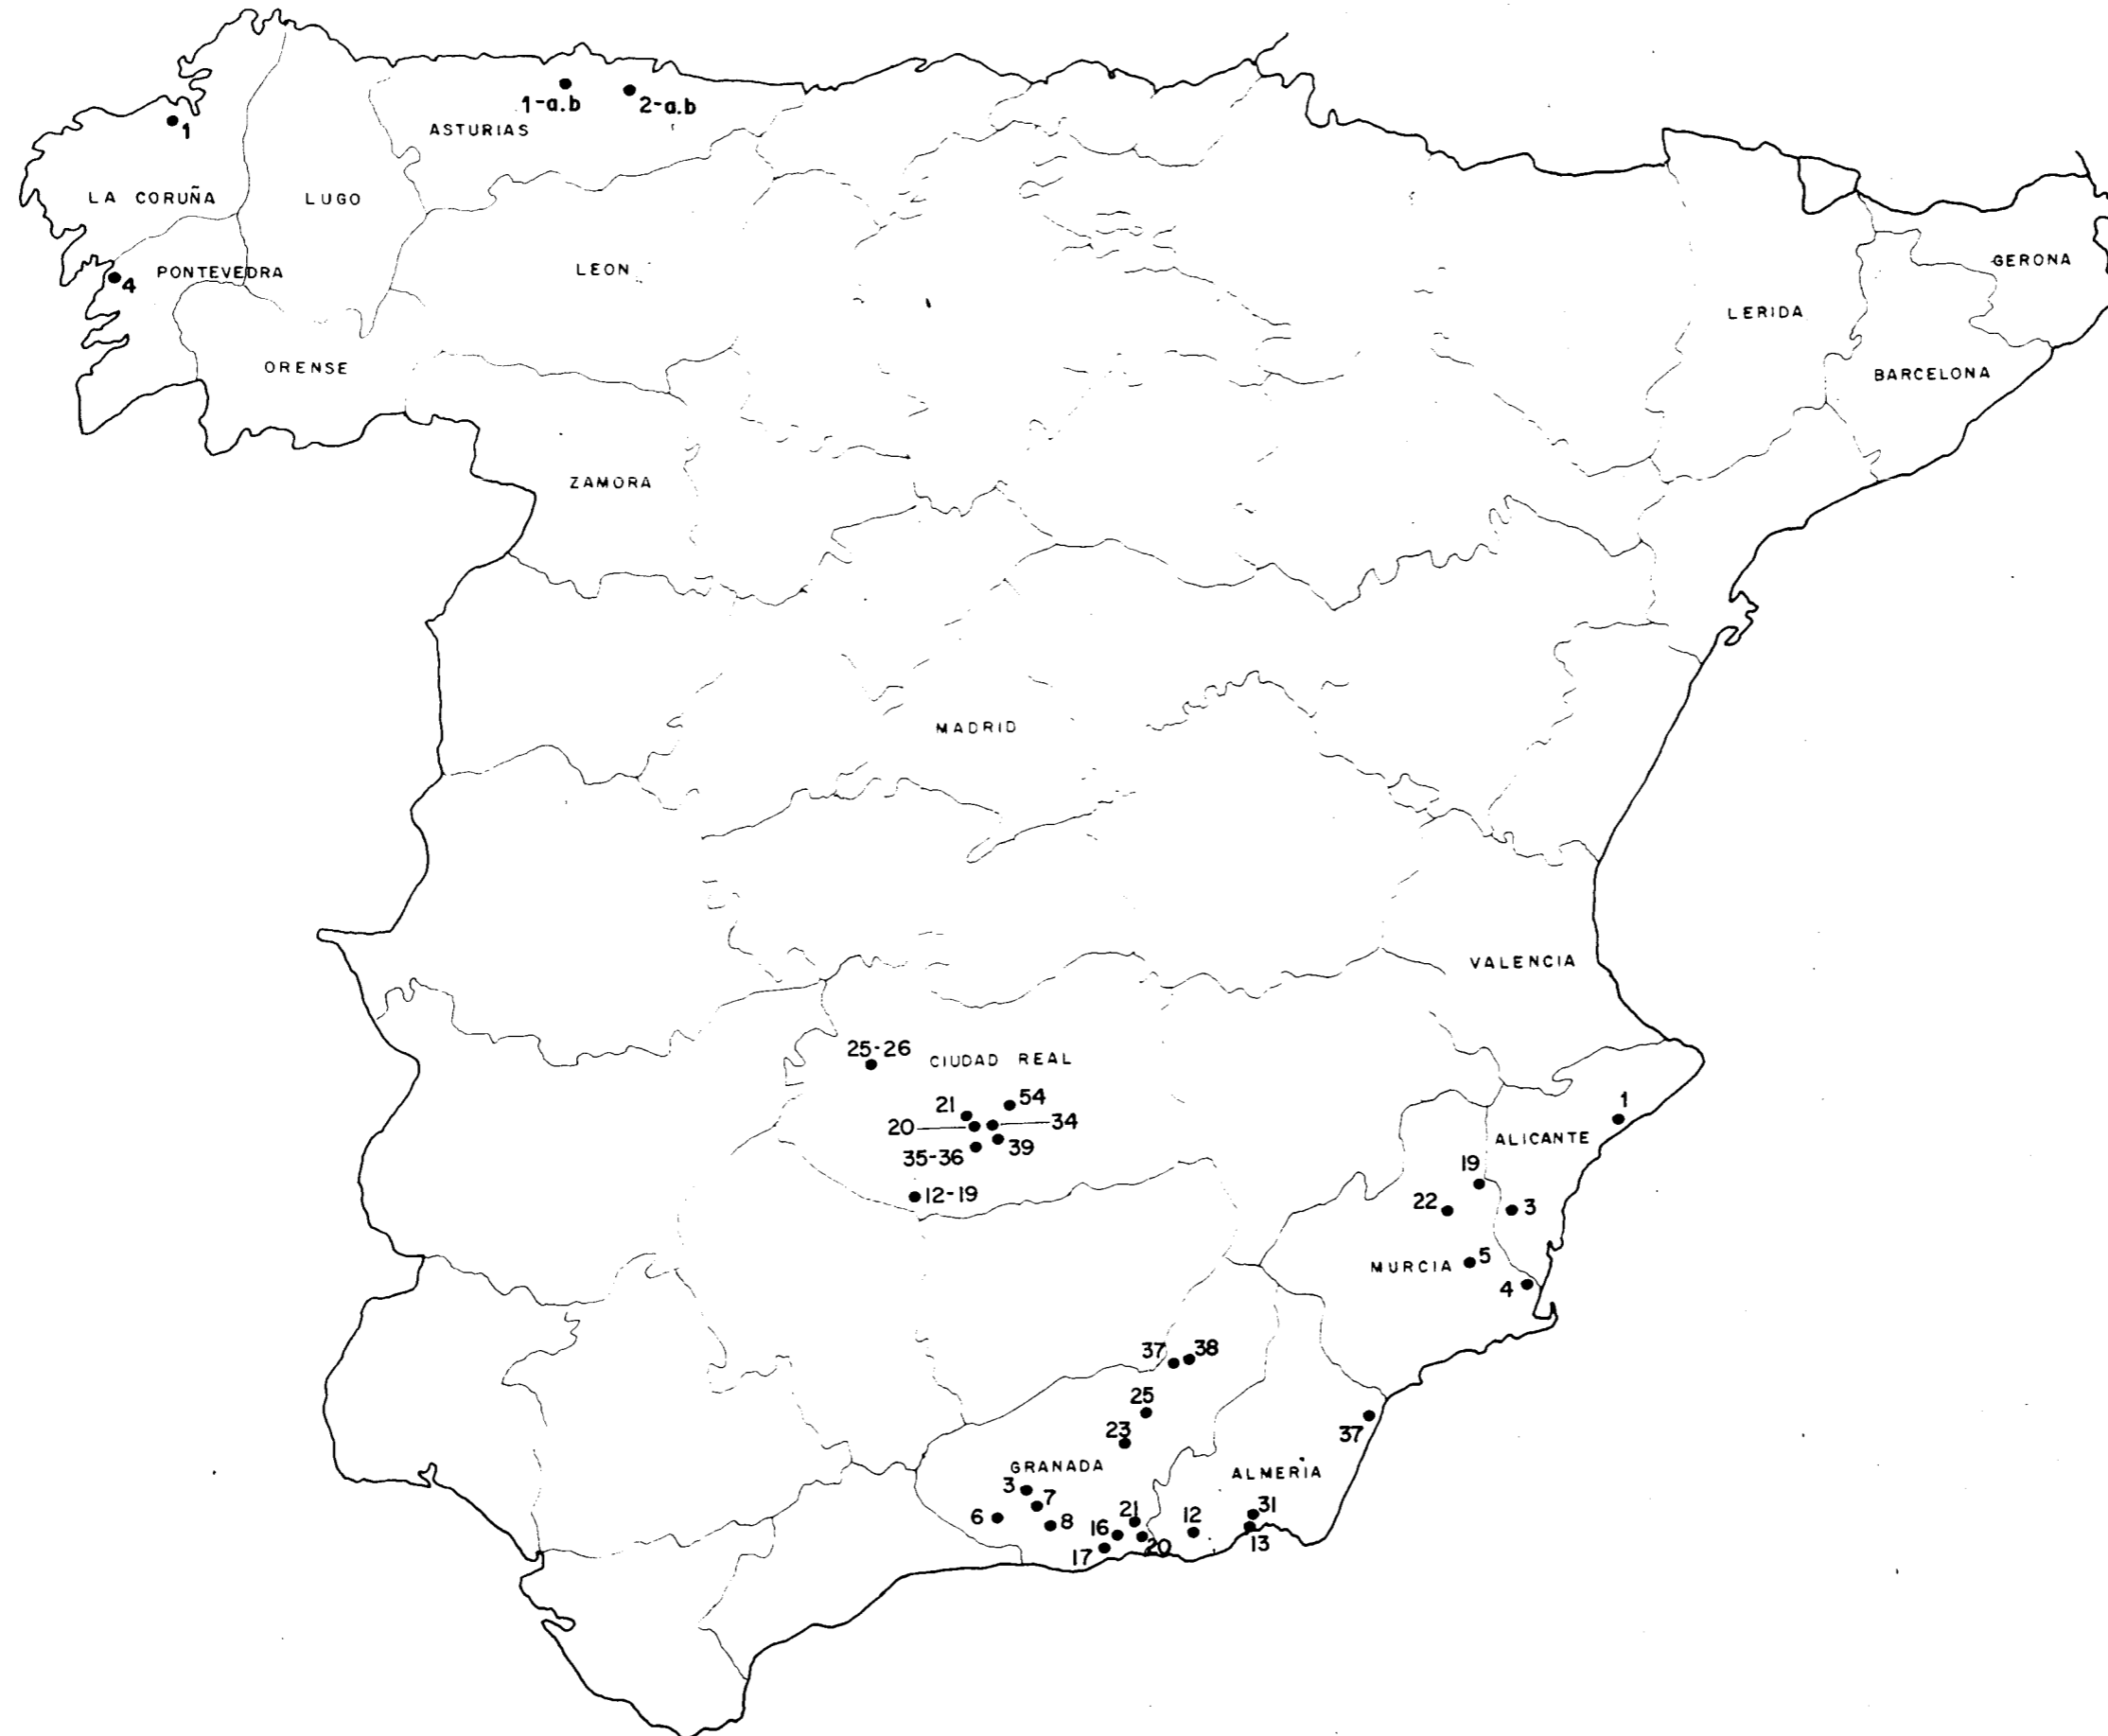 1-a.b
2-a.b
ASTURIAS
1
LA CORUÑA
LUGO
PONTEVEDRA
4
LEON
GERONA
LERIDA
ORENSE
BARCELONA
ZAMORA
MADRID
VALENCIA
25-26
CIUDAD REAL
21
54
20
34
35-36
39
12-19
1
ALICANTE
19
22
3
MURCIA
5
4
37
38
25
23
37
GRANADA
ALMERÍA
3
7
6
8
16
21
17
20
12
31
13